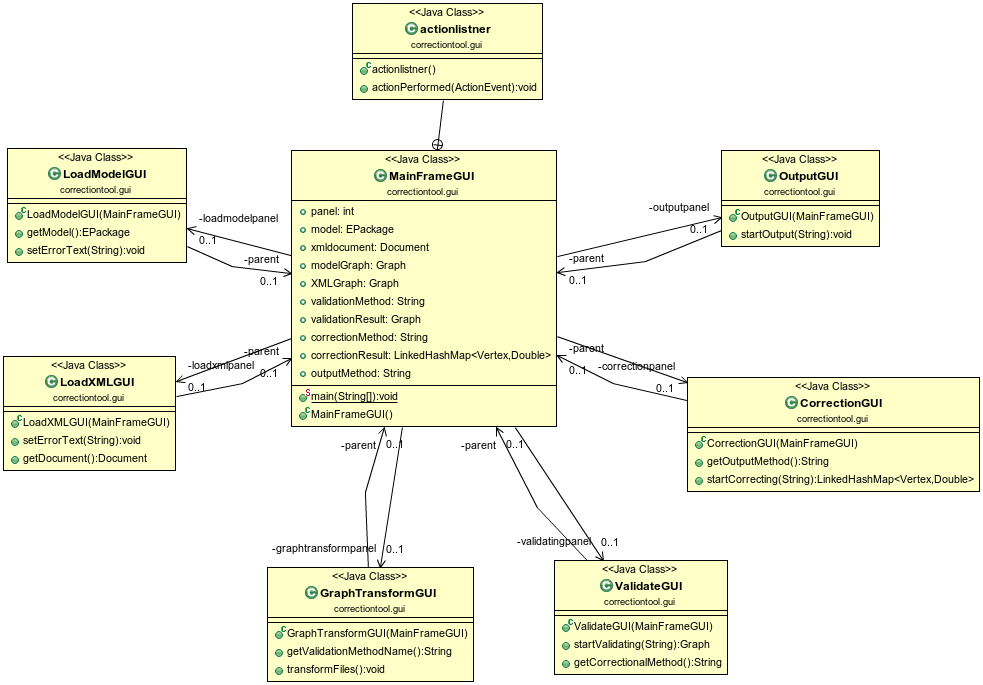 <<Java Class>>
actionlistner
correctiontool.gui
actionlistner()
actionPerformed(ActionEvent):void
<<Java Class>>
LoadModelGUI
correctiontool.gui
LoadModelGUI(MainFrameGUI)
getModel():EPackage
setErrorText(String):void
-loadmodelpanel
0..1
-parent
0..1
<<Java Class>>
MainFrameGUI
correctiontool.gui
panel: int
model: EPackage
xmldocument: Document
modelGraph: Graph
XMLGraph: Graph
validationMethod: String
validationResult: Graph
correctionMethod: String
correctionResult: LinkedHashMap<Vertex,Double>
outputMethod: String
main(String[]):void
MainFrameGUI()
-outputpanel
0..1
-parent
0..1
<<Java Class>>
OutputGUI
correctiontool.gui
OutputGUI(MainFrameGUI)
startOutput(String):void
<<Java Class>>
LoadXMLGUI
correctiontool.gui
LoadXMLGUI(MainFrameGUI)
setErrorText(String):void
getDocument():Document
-parent
-loadxmlpanel
0..1
0..1
-parent
-correctionpanel
0..1
0..1
<<Java Class>>
CorrectionGUI
correctiontool.gui
CorrectionGUI(MainFrameGUI)
getOutputMethod():String
startCorrecting(String):LinkedHashMap<Vertex,Double>
-parent
0..1
-parent
0..1
-graphtransformpanel
0..1
-validatingpanel
0..1
<<Java Class>>
GraphTransformGUI
correctiontool.gui
GraphTransformGUI(MainFrameGUI)
getValidationMethodName():String
transformFiles():void
<<Java Class>>
ValidateGUI
correctiontool.gui
ValidateGUI(MainFrameGUI)
startValidating(String):Graph
getCorrectionalMethod():String